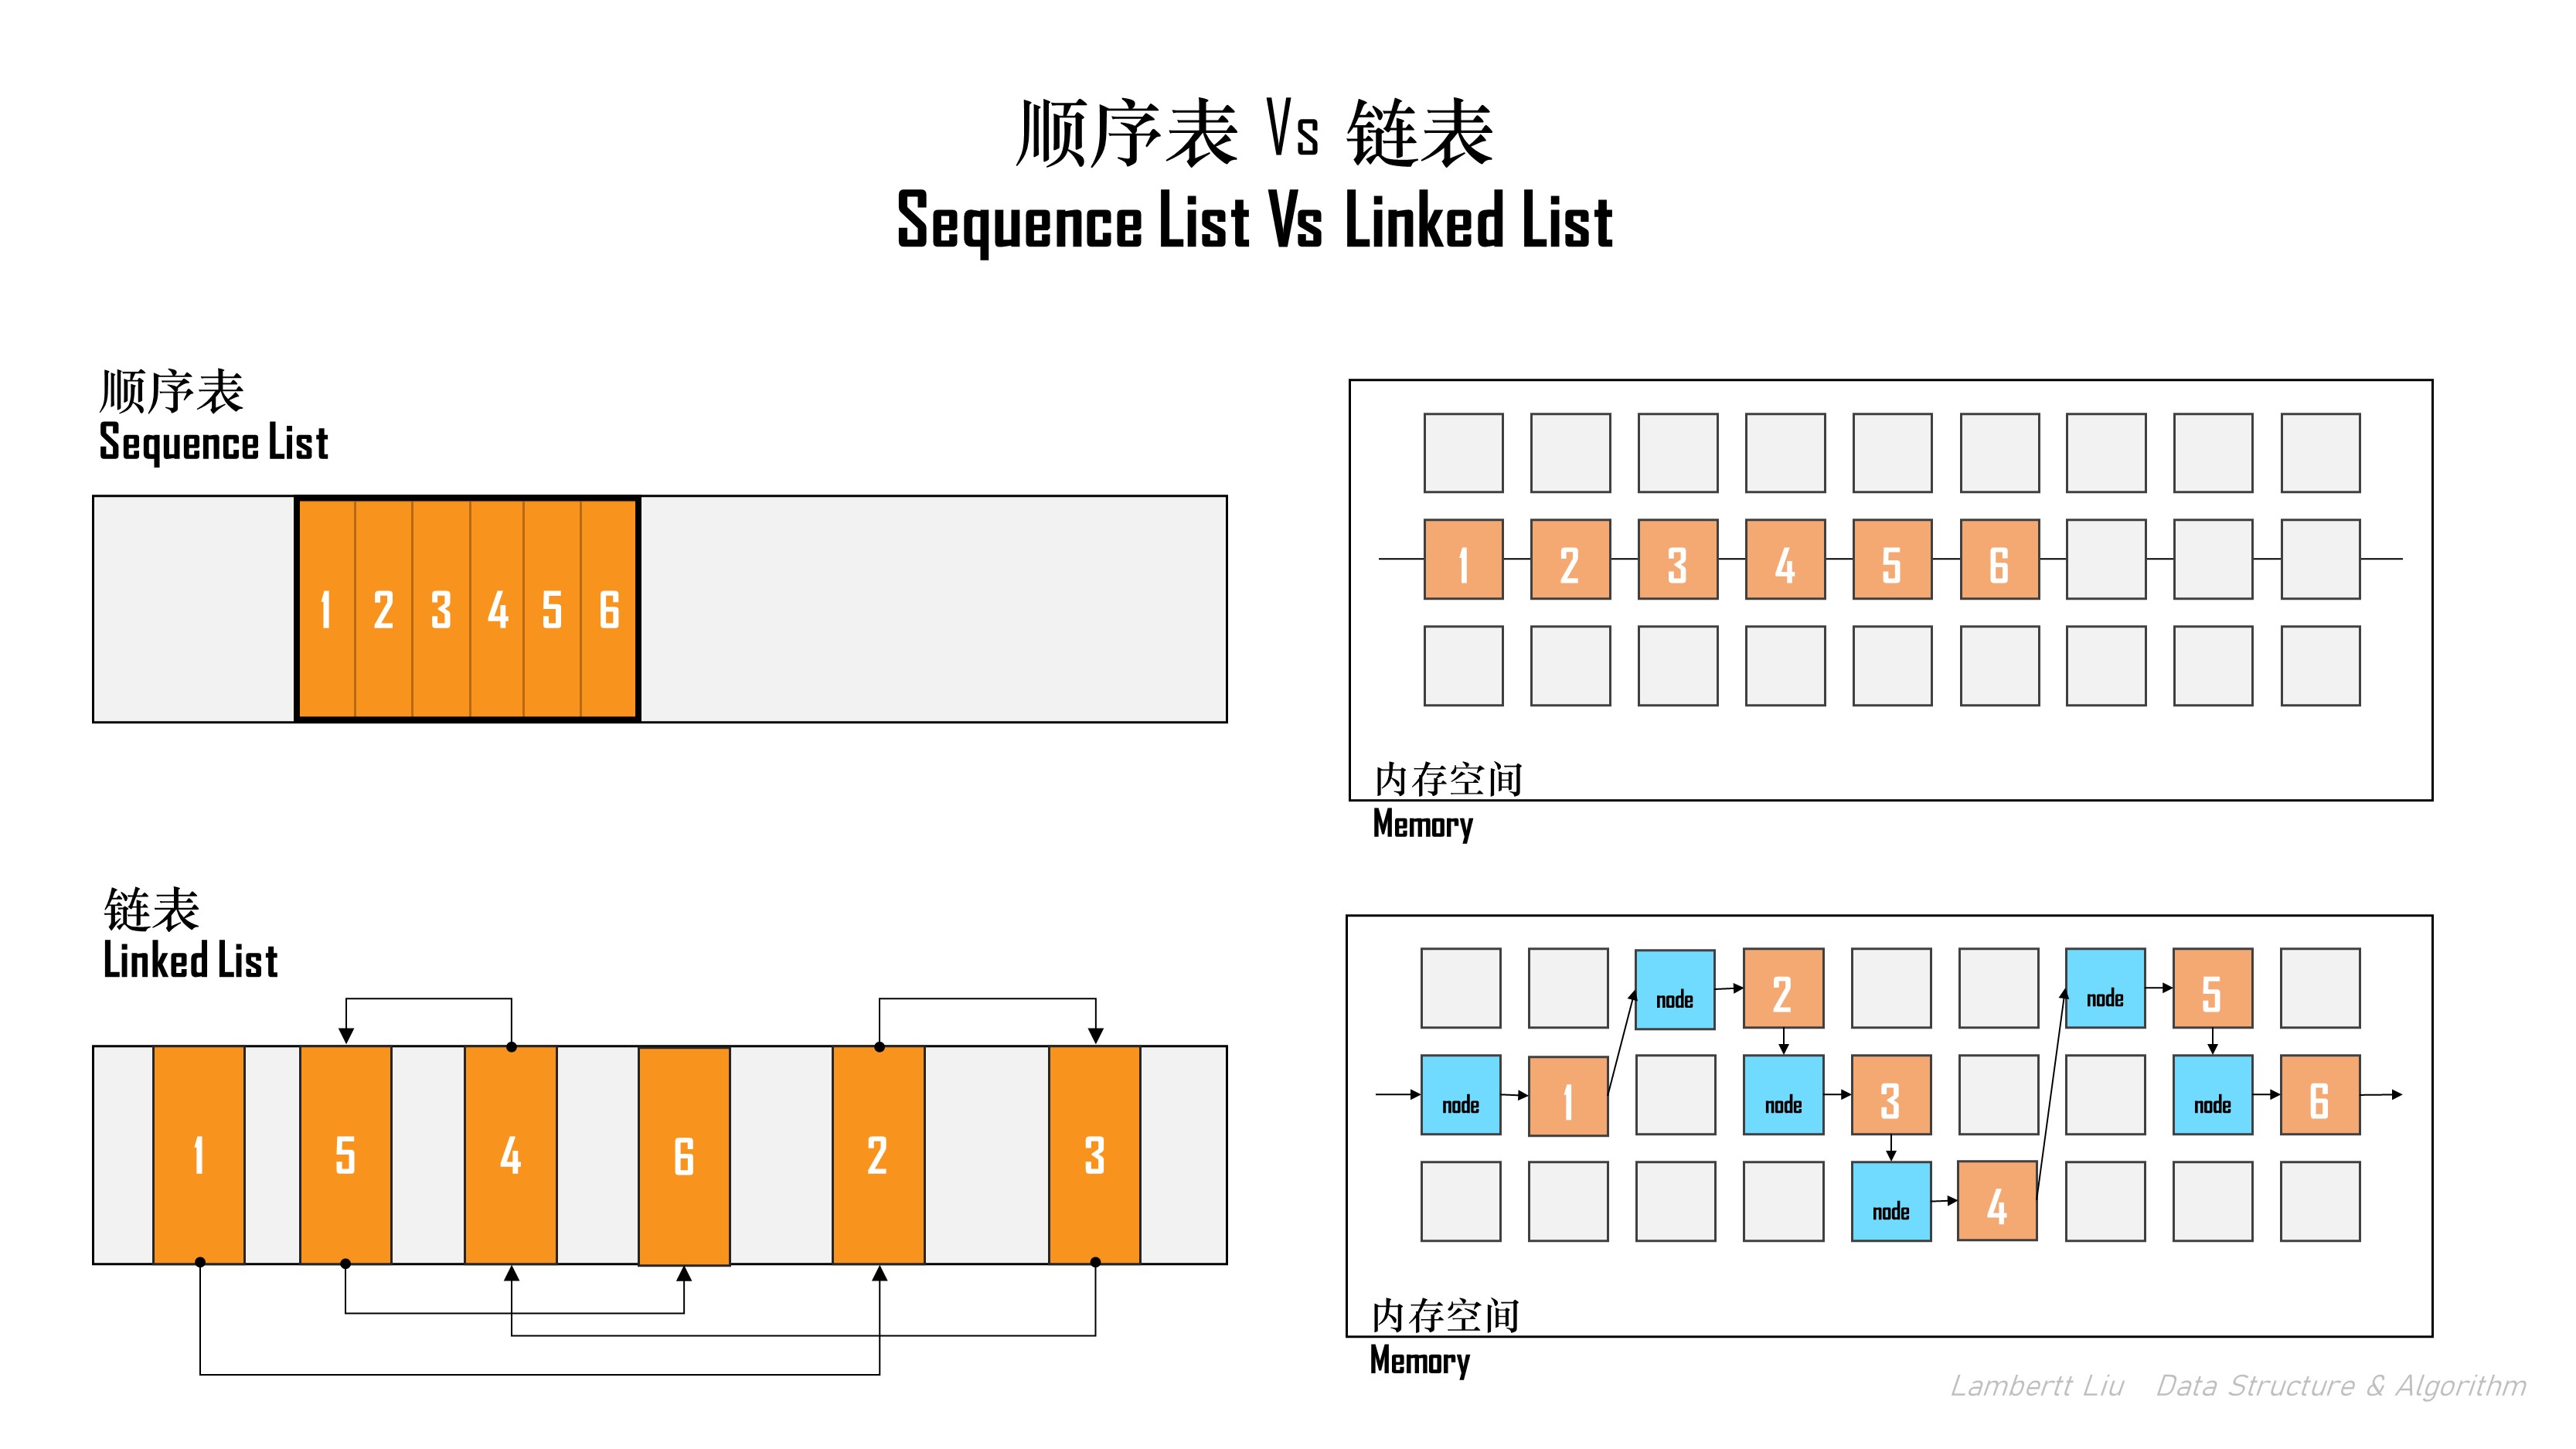 顺序表 Vs 链表
Sequence List Vs Linked List
顺序表
Sequence List
1 2 3 4 5 6
1 2 3 4 5 6
内存空间
Memory
链表
Linked List
1 5 4 6 2 3
node 2 node 5
node 1 node 3 node 6
node 4
内存空间
Memory
Lambertt Liu Data Structure & Algorithm